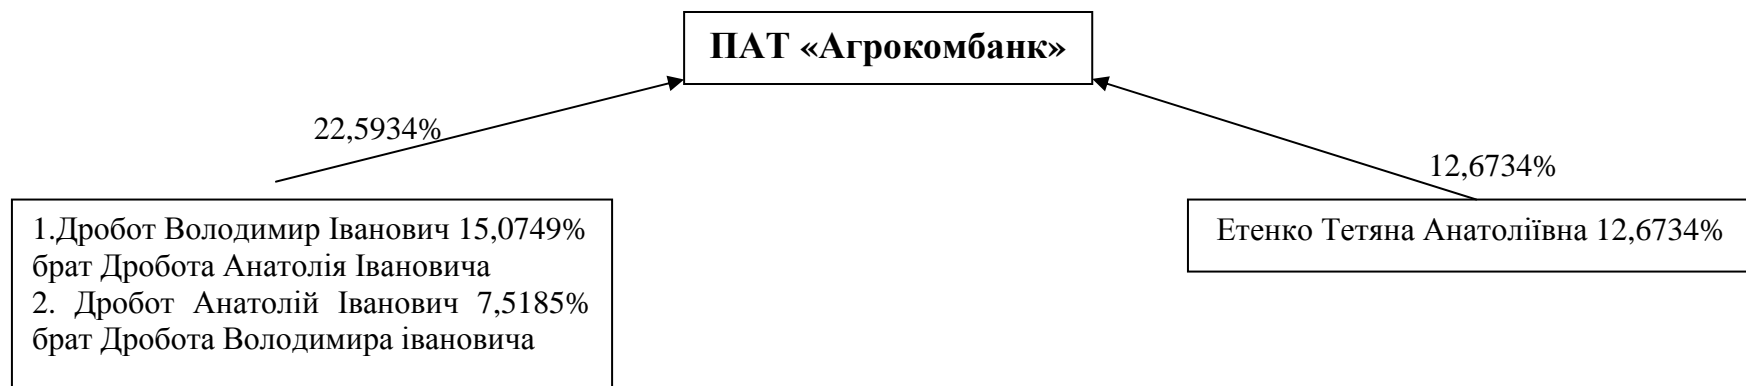 ПАТ «Агрокомбанк»
22,5934%
12,6734%
1.Дробот Володимир Іванович 15,0749%
брат Дробота Анатолія Івановича
2. Дробот Анатолій Іванович 7,5185%
брат Дробота Володимира івановича
Етенко Тетяна Анатоліївна 12,6734%